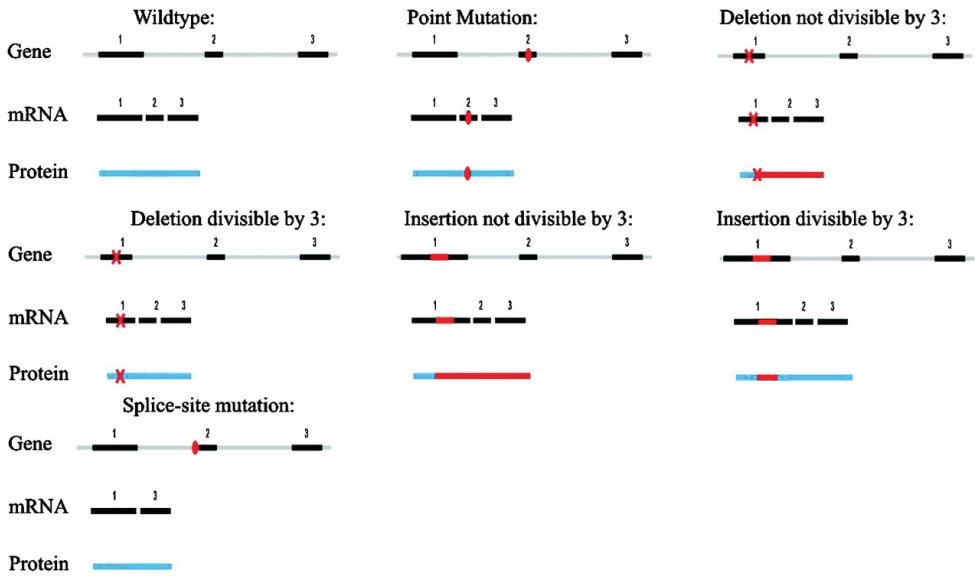 Wildtype: Point Mutation: Deletion not divisible by 3:
Gene 1 2 3 2 3 1 2 3
mRNA 1 2 3 1 2 3 1 2 3
Protein
Deletion divisible by 3: Insertion not divisible by 3: Insertion divisible by 3:
Gene 1 2 3 1 2 3 1 2 3
mRNA 1 2 3 1 2 3 1 2 3
Protein
Splice-site mutation:
Gene 1 2 3
mRNA 1 3
Protein